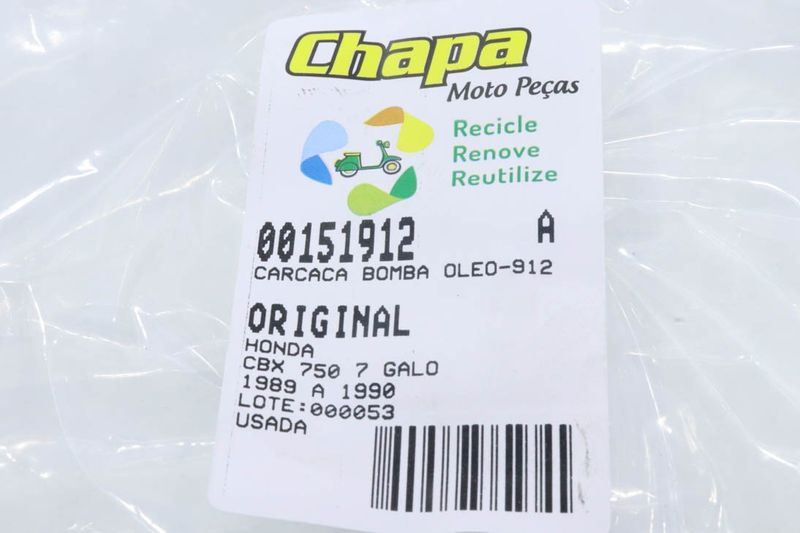 Chapa
Moto Peças
Recicle
Renove
Reutilize
00151912 A
CARCACA BOMBA OLEO-912
ORIGINAL
HONDA
CBX 750 7 GALO
1989 A 1990
LOTE:000053
USADA